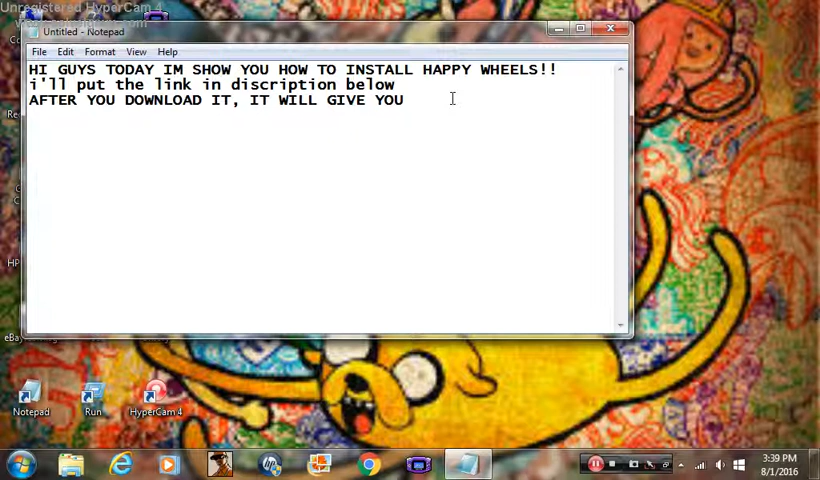 Unregistered HyperCam 4
Untitled - Notepad
File Edit Format View Help
HI GUYS TODAY IM SHOW YOU HOW TO INSTALL HAPPY WHEELS!!
i'll put the link in discription below
AFTER YOU DOWNLOAD IT, IT WILL GIVE YOU
HP
eBay
Notepad
Run
HyperCam 4
3:39 PM
8/1/2016